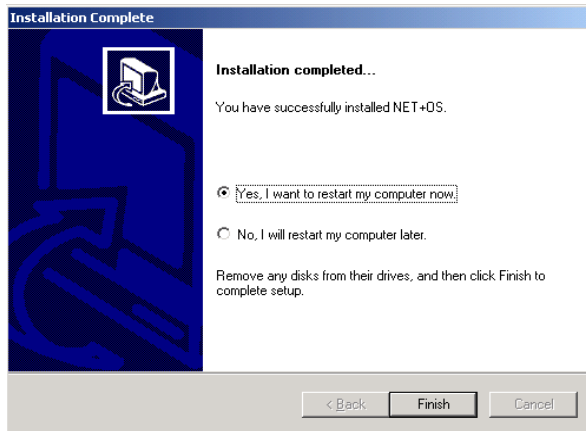 Installation Complete
Installation completed...
You have successfully installed NET+OS.
Yes, I want to restart my computer now.
No, I will restart my computer later.
Remove any disks from their drives, and then click Finish to
complete setup.
< Back
Finish
Cancel